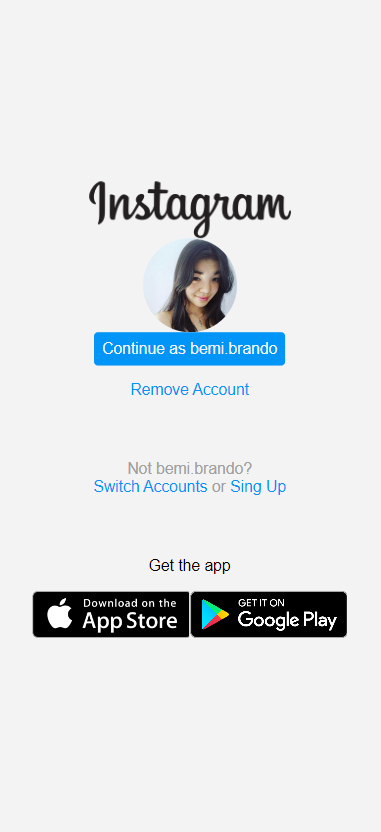 Instagram
Continue as bemi.brando
Remove Account
Not bemi.brando?
Switch Accounts or Sing Up
Get the app
Download on the
App Store
GET IT ON
Google Play